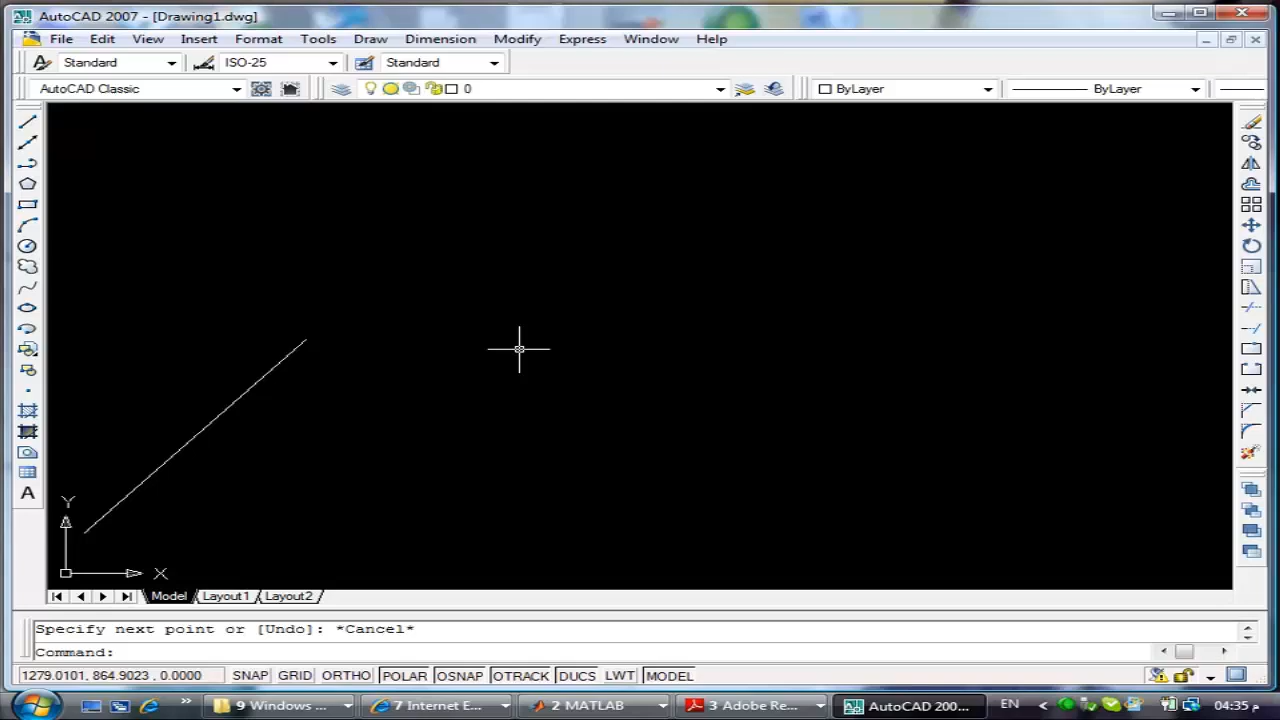 AutoCAD 2007 - [Drawing1.dwg]
File Edit View Insert Format Tools Draw Dimension Modify Express Window Help
Standard ISO-25 Standard
AutoCAD Classic 0 ByLayer ByLayer
A
Y
X
Model Layout1 Layout2
Specify next point or [Undo]: *Cancel*
Command:
1279.0101, 864.9023, 0.0000 SNAP GRID ORTHO POLAR OSNAP OTRACK DUCS LWT MODEL
9 Windows ... 7 Internet E... 2 MATLAB 3 Adobe Re... AutoCAD 200... EN 04:35 م